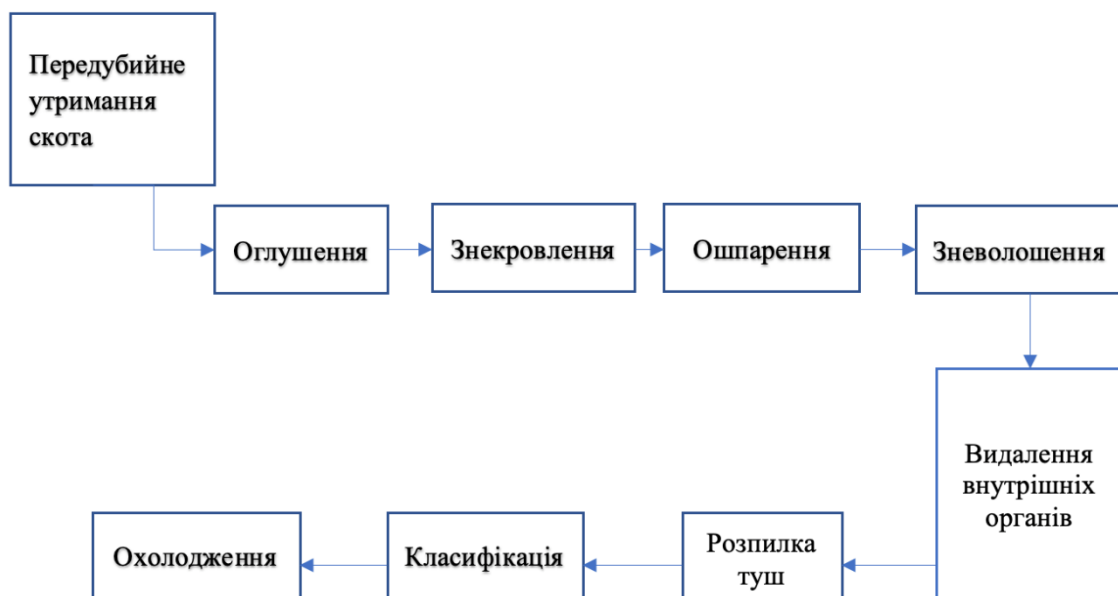 Передубийне
утримання
скота
Оглушення
Знекровлення
Ошпарення
Зневолошення
Видалення
внутрішніх
органів
Розпилка
туш
Класифікація
Охолодження